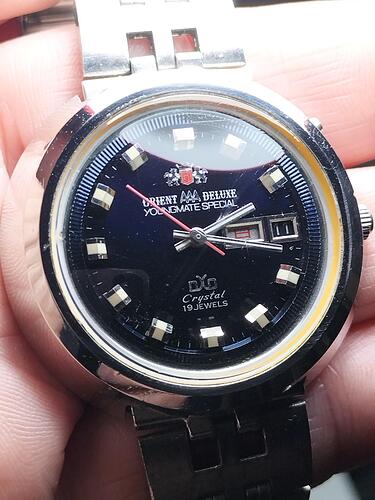 ORIENT AAA DELUXE
YOUNGMATE SPECIAL
Crystal
19 JEWELS